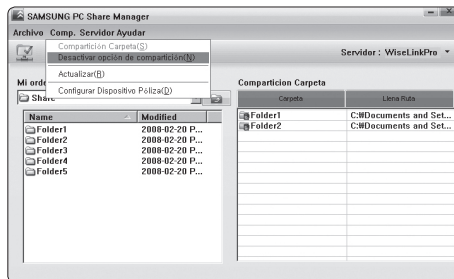 SAMSUNG PC Share Manager
Archivo Comp. Servidor Ayudar
Compartición Carpeta(S)
Desactivar opción de compartición(N)
Actualizar(R)
Configurar Dispositivo Póliza(D)
Servidor : WiseLinkPro
Mi orde
Share
Name Modified
Folder1 2008-02-20 P...
Folder2 2008-02-20 P...
Folder3 2008-02-20 P...
Folder4 2008-02-20 P...
Folder5 2008-02-20 P...
Comparticion Carpeta
Carpeta Llena Ruta
Folder1 C:₩Documents and Set...
Folder2 C:₩Documents and Set...